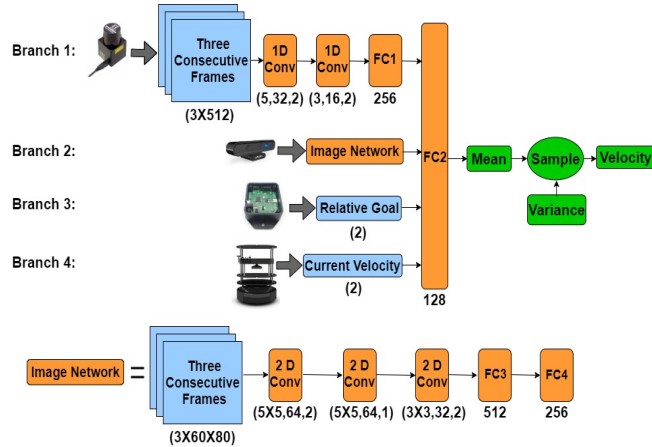 Branch 1:
Three
Consecutive
Frames
(3X512)
1D
Conv
(5,32,2)
1D
Conv
(3,16,2)
FC1
256
Branch 2:
Image Network
Branch 3:
Relative Goal
(2)
Branch 4:
Current Velocity
(2)
FC2
128
Mean
Sample
Velocity
Variance
Image Network
=
Three
Consecutive
Frames
(3X60X80)
2 D
Conv
(5X5,64,2)
2 D
Conv
(5X5,64,1)
2 D
Conv
(3X3,32,2)
FC3
512
FC4
256